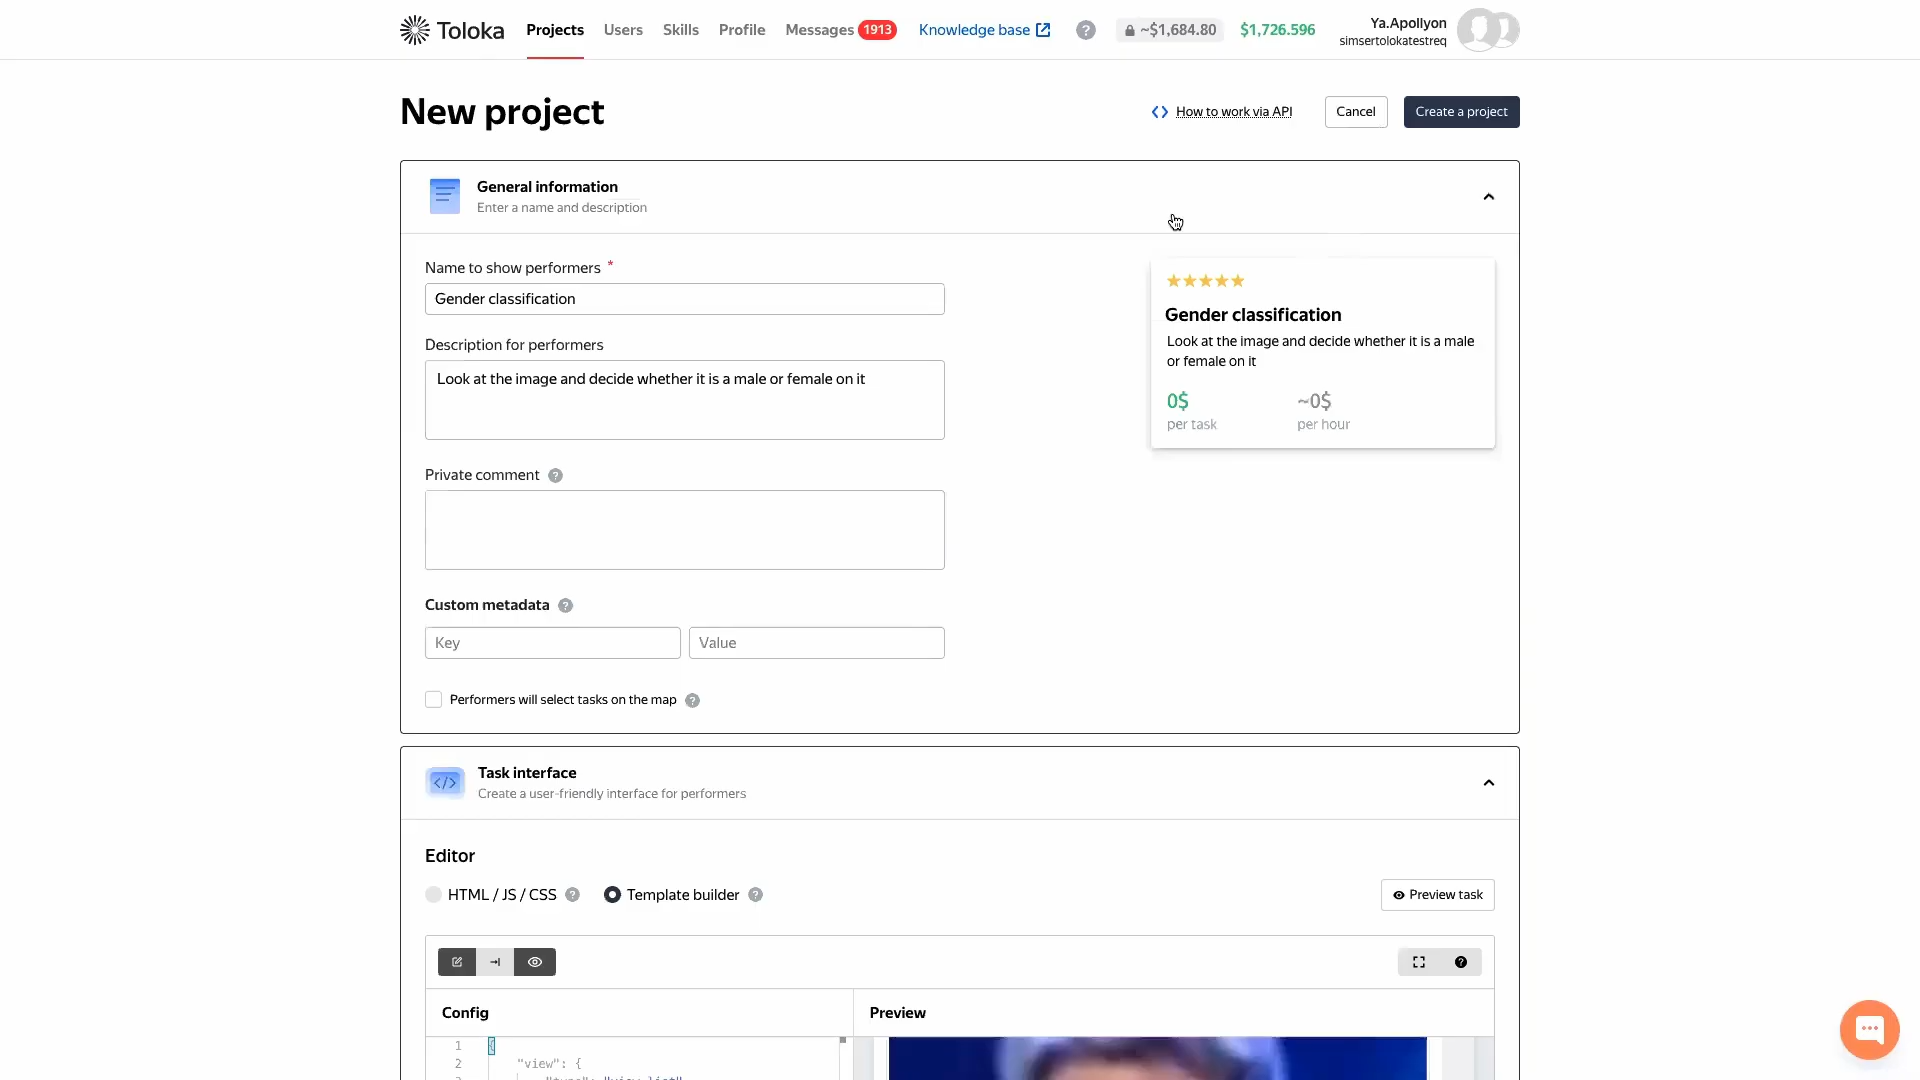 Toloka
Projects
Users
Skills
Profile
Messages 1913
Knowledge base
?
~$1,684.80
$1,726.596
Ya.Apollyon
simsertolokatestreq
New project
How to work via API
Cancel
Create a project
General information
Enter a name and description
Name to show performers *
Gender classification
Description for performers
Look at the image and decide whether it is a male or female on it
Private comment ?
Custom metadata ?
Key
Value
Performers will select tasks on the map ?
Gender classification
Look at the image and decide whether it is a male
or female on it
0$
~0$
per task
per hour
</> Task interface
Create a user-friendly interface for performers
Editor
HTML / JS / CSS ?
Template builder ?
Preview task
?
Config
Preview
1 {
2 "view": {
3 "type": "view.list",